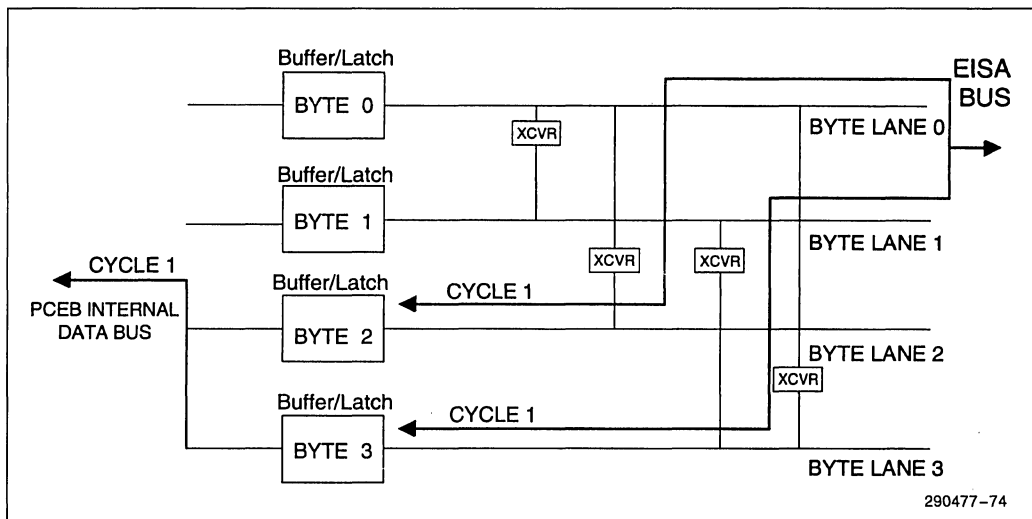 Buffer/Latch
BYTE 0
XCVR
EISA
BUS
BYTE LANE 0
Buffer/Latch
BYTE 1
BYTE LANE 1
CYCLE 1
PCEB INTERNAL
DATA BUS
Buffer/Latch
BYTE 2
CYCLE 1
XCVR
XCVR
BYTE LANE 2
XCVR
Buffer/Latch
BYTE 3
CYCLE 1
BYTE LANE 3
290477-74